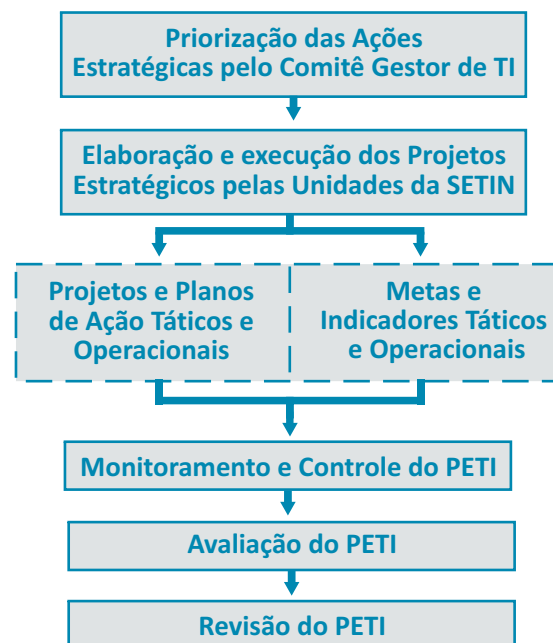 Priorização das Ações
Estratégicas pelo Comitê Gestor de TI
Elaboração e execução dos Projetos
Estratégicos pelas Unidades da SETIN
Projetos e Planos
de Ação Táticos e
Operacionais
Metas e
Indicadores Táticos
e Operacionais
Monitoramento e Controle do PETI
Avaliação do PETI
Revisão do PETI